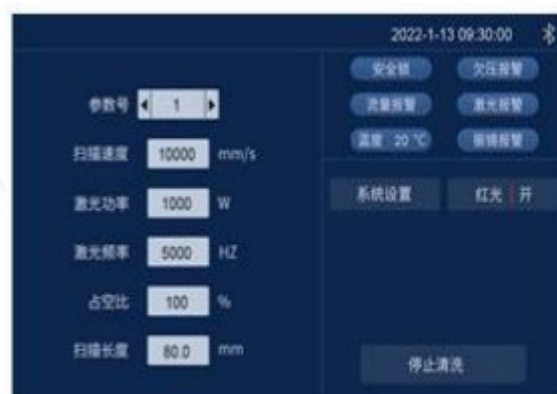 2022-1-13 09:30:00
安全锁 欠压报警
参数号 1
流量报警 激光报警
温度 20 ℃ 振镜报警
扫描速度 10000 mm/s
系统设置 红光 开
激光功率 1000 W
激光频率 5000 HZ
占空比 100 %
扫描长度 80.0 mm
停止清洗